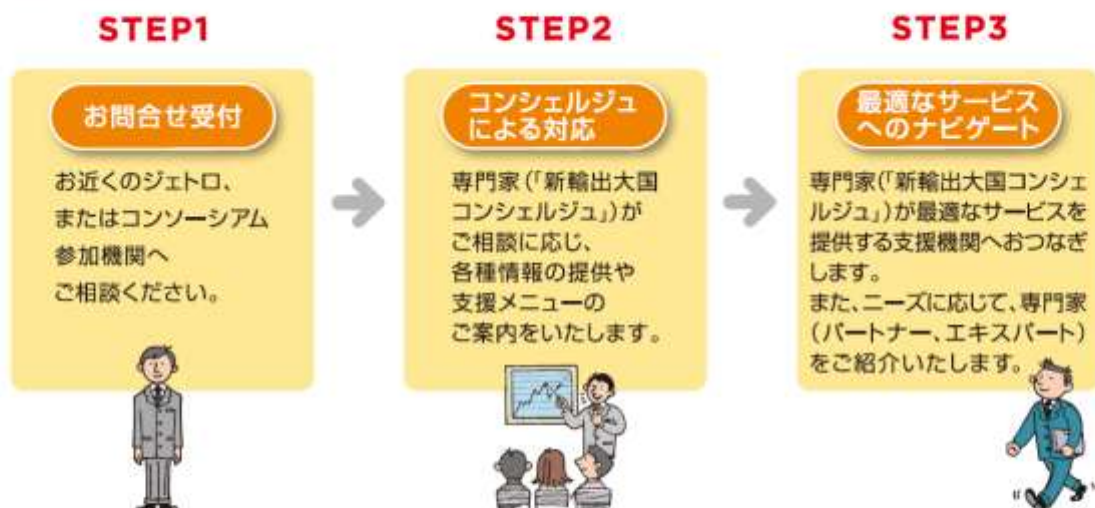 STEP1
お問合せ受付
お近くのジェトロ、
またはコンソーシアム
参加機関へ
ご相談ください。
STEP2
コンシェルジュ
による対応
専門家(「新輸出大国
コンシェルジュ」)が
ご相談に応じ、
各種情報の提供や
支援メニューの
ご案内をいたします。
STEP3
最適なサービス
へのナビゲート
専門家(「新輸出大国コンシェ
ルジュ」)が最適なサービスを
提供する支援機関へおつなぎ
します。
また、ニーズに応じて、専門家
(パートナー、エキスパート)
をご紹介いたします。